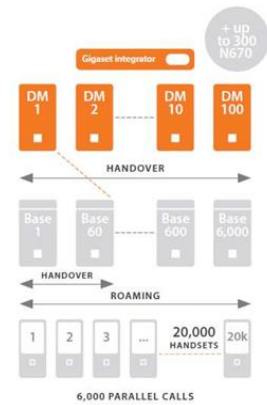 + up
to 300
N670
Gigaset integrator
DM
1
DM
2
DM
10
DM
100
HANDOVER
Base
1
Base
60
Base
600
Base
6,000
HANDOVER
ROAMING
1
2
3
...
20,000
HANDSETS
20k
6,000 PARALLEL CALLS